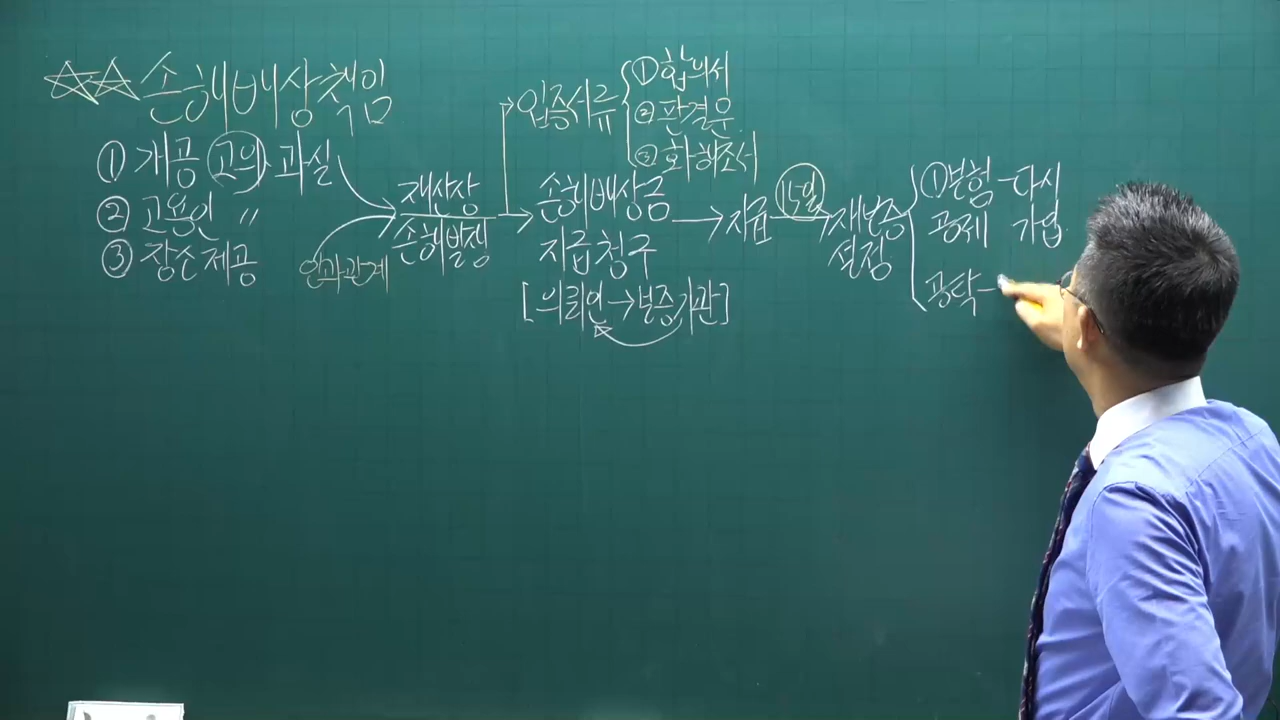 ☆☆ 손해배상책임
① 개공 고의, 과실
② 고용인 〃
③ 장소제공
인과관계
재산상
손해발생
입증서류
① 합의서
② 판결문
③ 화해조서
손해배상금
지급청구
[의뢰인→보증기관]
지급
15일
재보증
설정
① 보험 - 다시
공제 가입
공탁 -